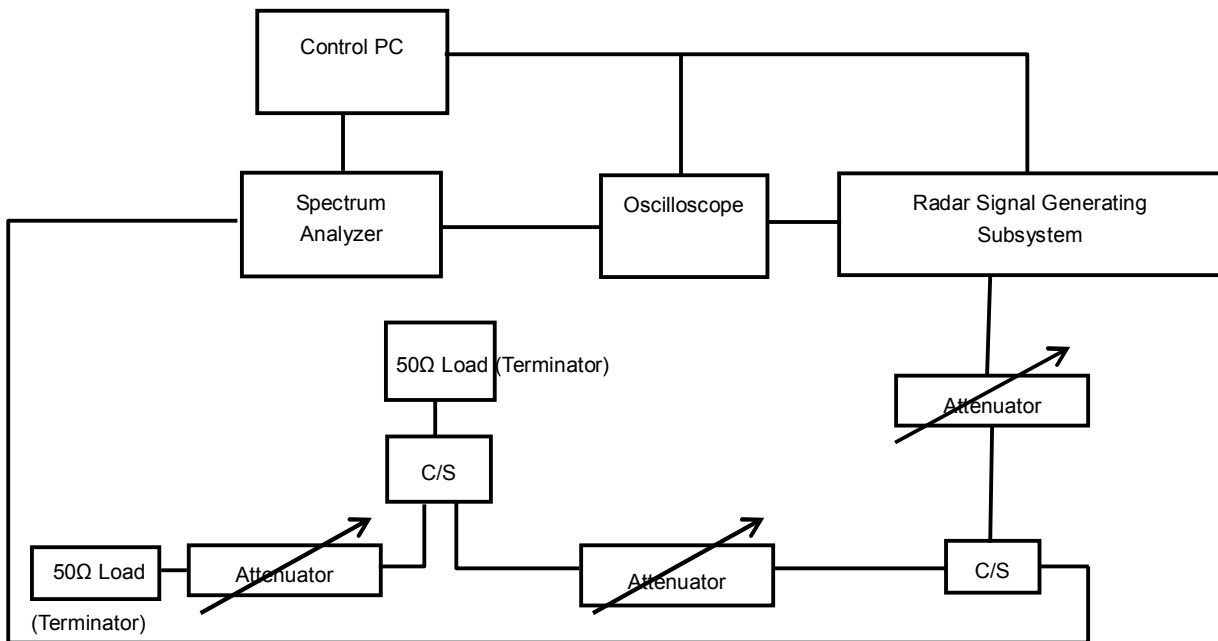 Control PC
Spectrum
Analyzer
Oscilloscope
Radar Signal Generating
Subsystem
50Ω Load (Terminator)
Attenuator
C/S
50Ω Load
(Terminator)
Attenuator
Attenuator
C/S